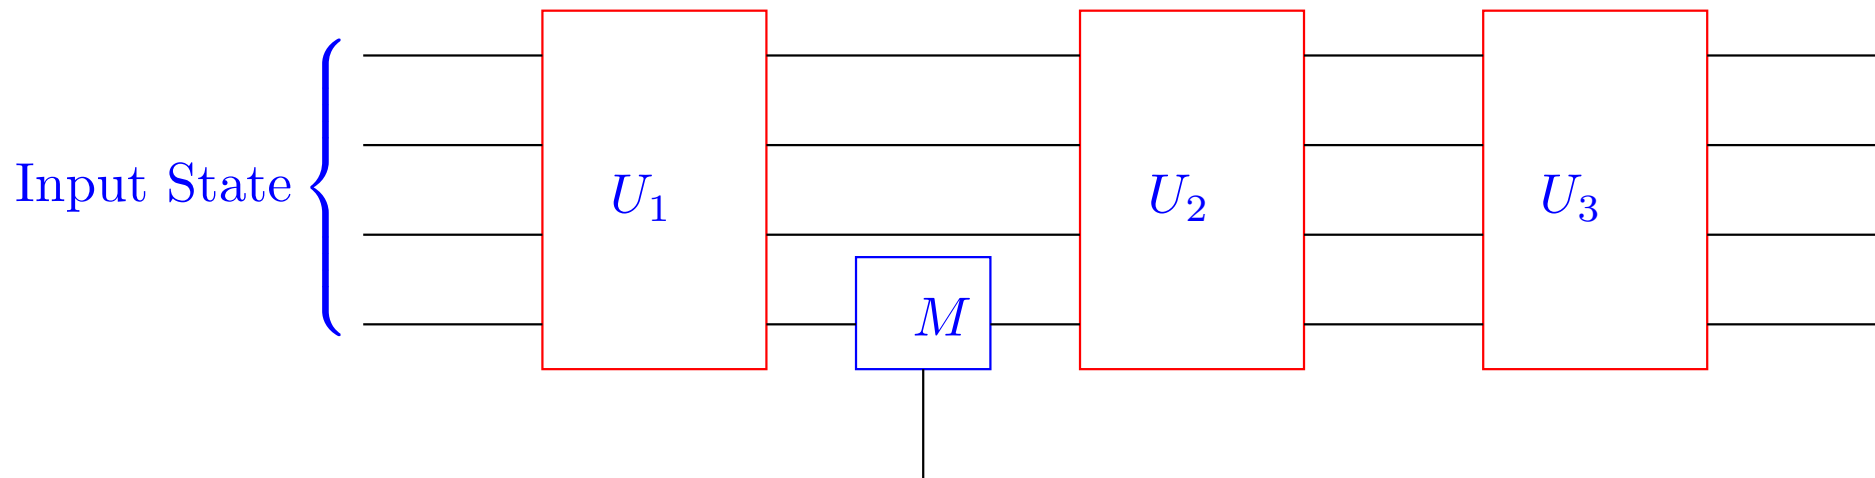 Input State
U₁
U₂
U₃
M